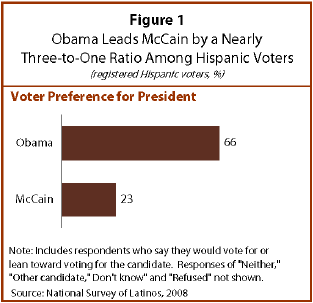 Figure 1
Obama Leads McCain by a Nearly
Three-to-One Ratio Among Hispanic Voters
(registered Hispanic voters, %)
Voter Preference for President
Obama 66
McCain 23
Note: Includes respondents who say they would vote for or
lean toward voting for the candidate. Responses of "Neither,"
"Other candidate," Don't know" and "Refused" not shown.
Source: National Survey of Latinos, 2008